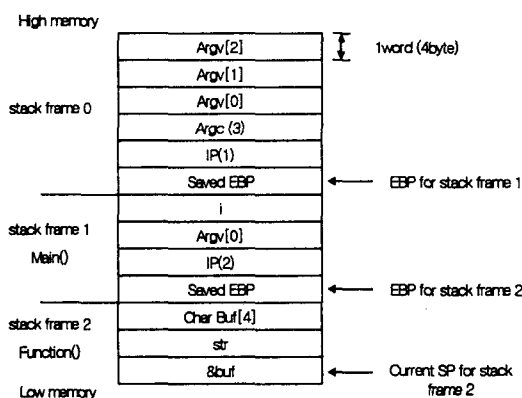 High memory
Argv[2]
1word (4byte)
Argv[1]
stack frame 0
Argv[0]
Argc (3)
IP(1)
Saved EBP
EBP for stack frame 1
i
stack frame 1
Main()
Argv[0]
IP(2)
Saved EBP
EBP for stack frame 2
Char Buf[4]
stack frame 2
Function()
str
&buf
Current SP for stack
frame 2
Low memory